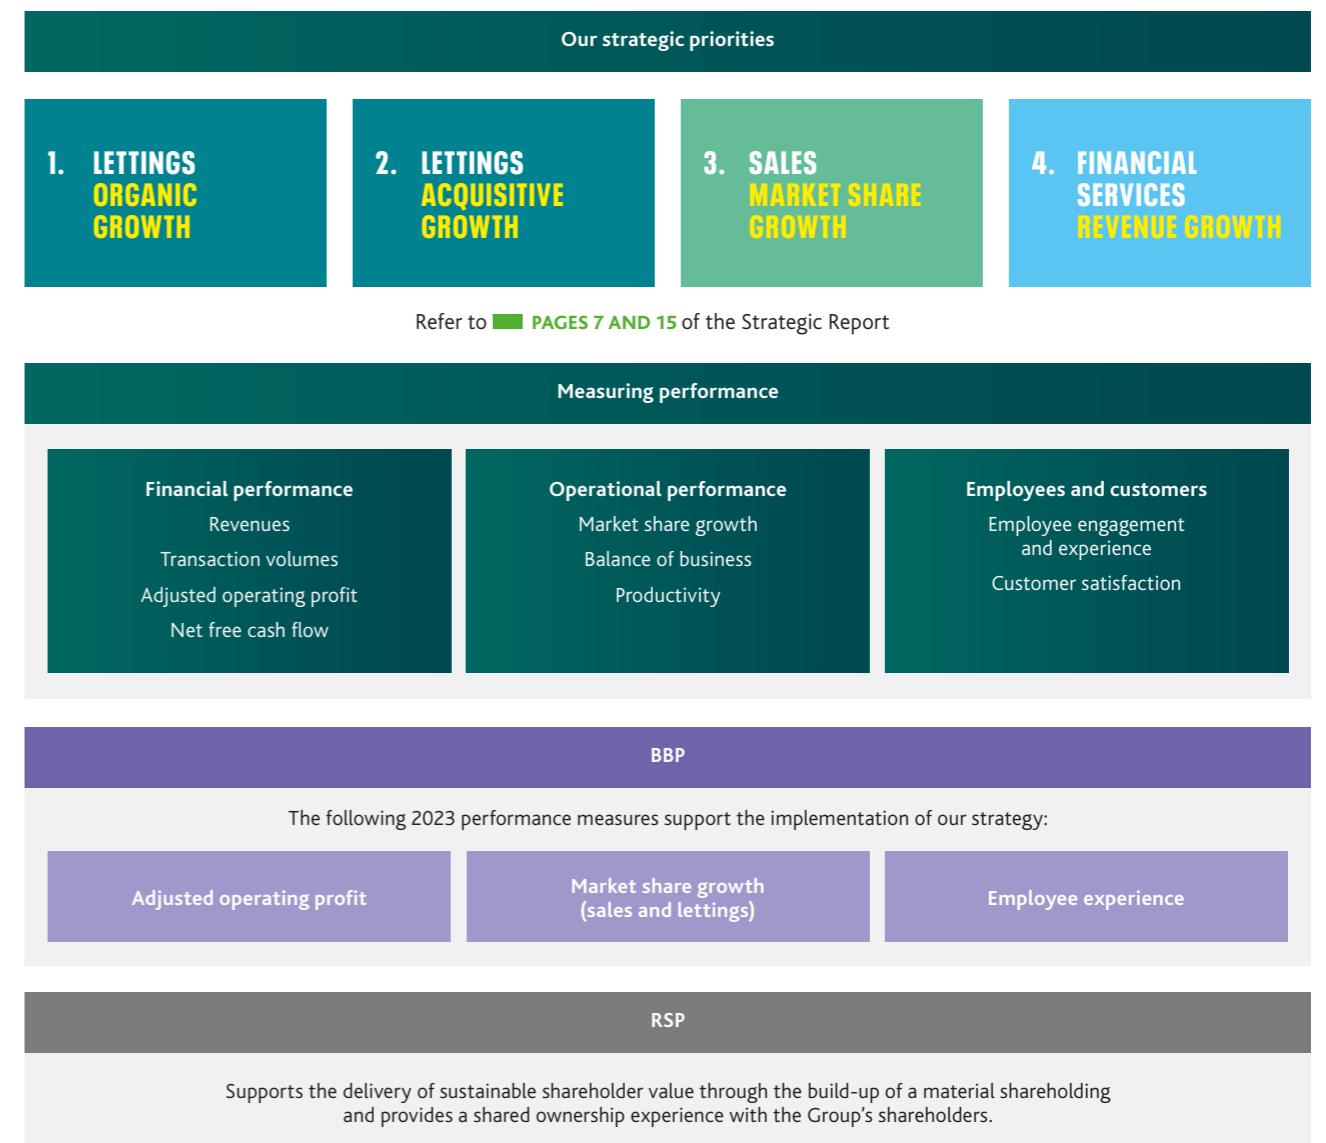 Our strategic priorities
1. LETTINGS
ORGANIC
GROWTH
2. LETTINGS
ACQUISITIVE
GROWTH
3. SALES
MARKET SHARE
GROWTH
4. FINANCIAL
SERVICES
REVENUE GROWTH
Refer to PAGES 7 AND 15 of the Strategic Report
Measuring performance
Financial performance
Revenues
Transaction volumes
Adjusted operating profit
Net free cash flow
Operational performance
Market share growth
Balance of business
Productivity
Employees and customers
Employee engagement
and experience
Customer satisfaction
BBP
The following 2023 performance measures support the implementation of our strategy:
Adjusted operating profit
Market share growth
(sales and lettings)
Employee experience
RSP
Supports the delivery of sustainable shareholder value through the build-up of a material shareholding
and provides a shared ownership experience with the Group’s shareholders.